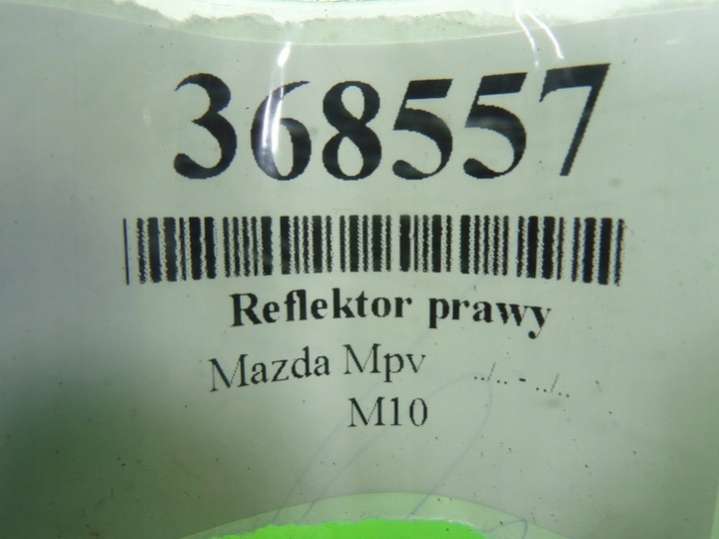 368557
Reflektor prawy
Mazda Mpv ../.. - ../..
M10